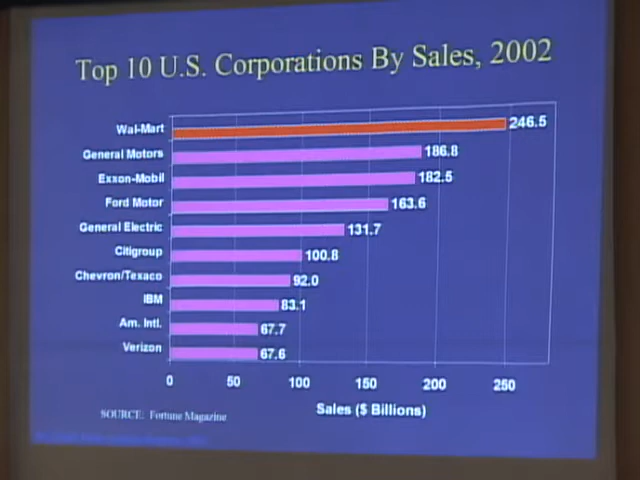 Top 10 U.S. Corporations By Sales, 2002
Wal-Mart 246.5
General Motors 186.8
Exxon-Mobil 182.5
Ford Motor 163.6
General Electric 131.7
Citigroup 100.8
Chevron/Texaco 92.0
IBM 83.1
Am. Intl. 67.7
Verizon 67.6
0 50 100 150 200 250
Sales ($ Billions)
SOURCE: Fortune Magazine